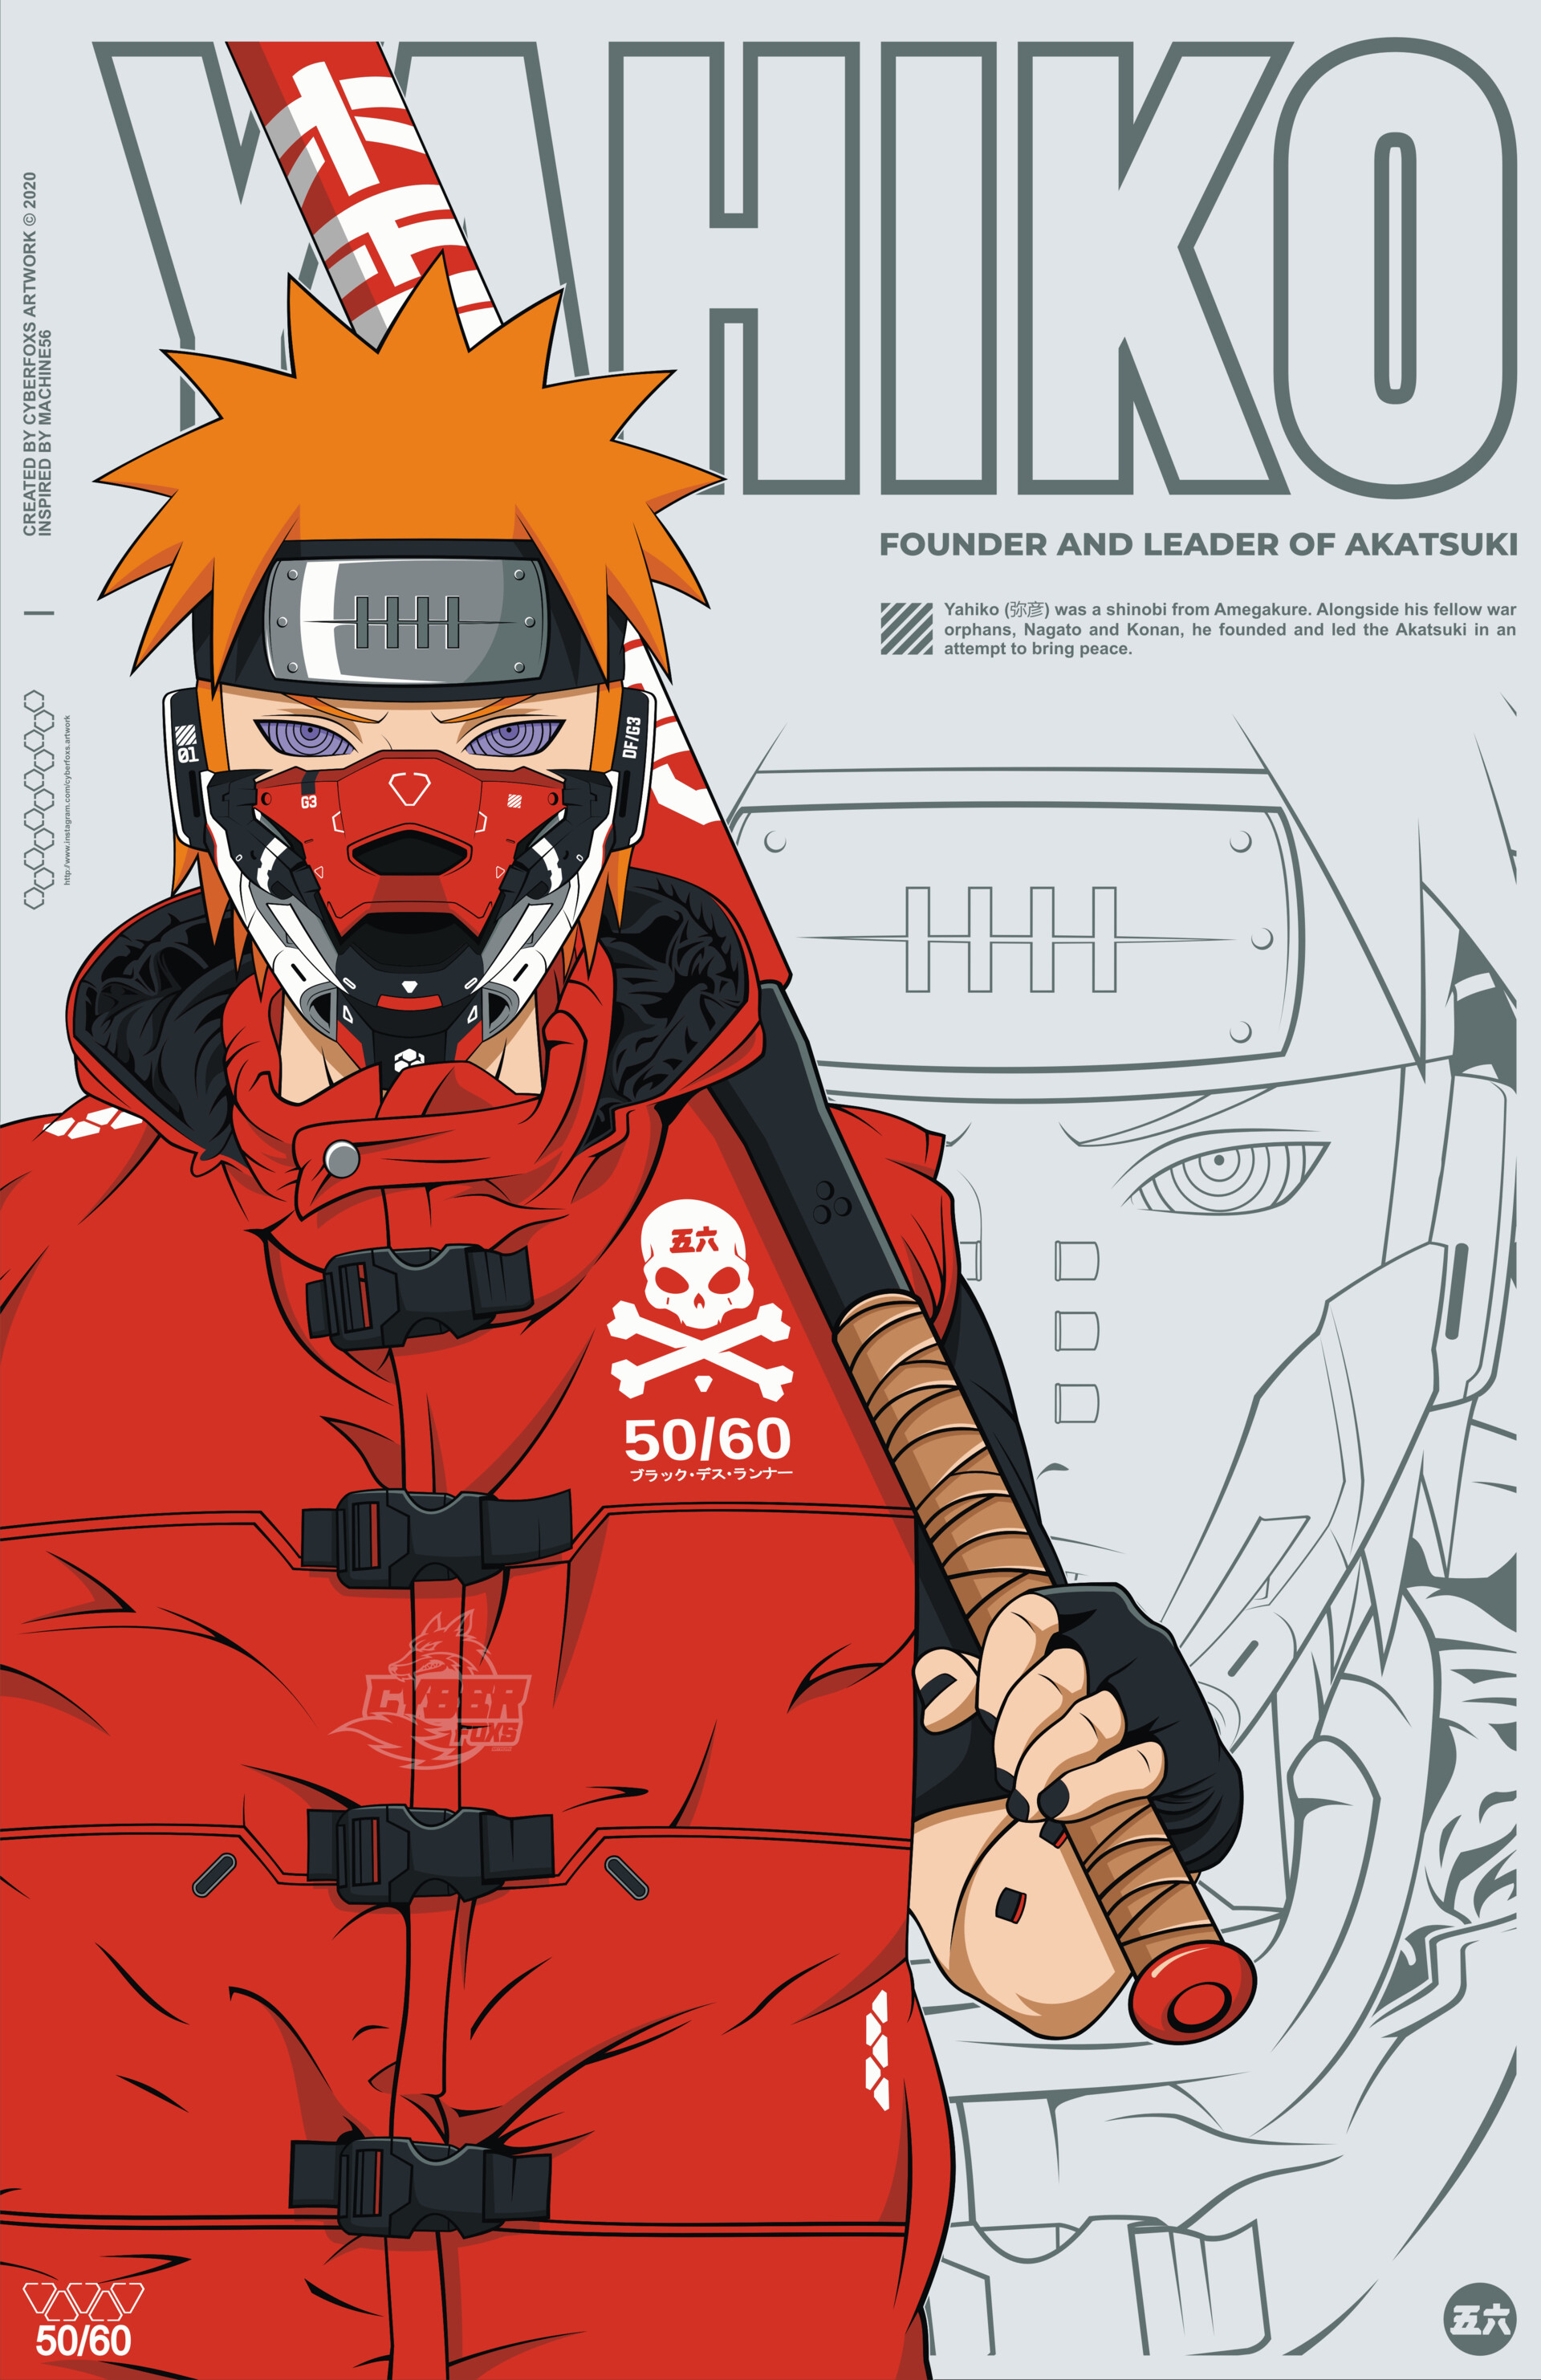 YAHIKO
FOUNDER AND LEADER OF AKATSUKI
Yahiko (弥彦) was a shinobi from Amegakure. Alongside his fellow war
orphans, Nagato and Konan, he founded and led the Akatsuki in an
attempt to bring peace.
CREATED BY CYBERFOXS ARTWORK © 2020
INSPIRED BY MACHINE56
http://www.instagram.com/cyberfoxs.artwork
01
DF/G3
G3
五六
50/60
ブラック・デス・ランナー
CYBER
FOXS
50/60
五六